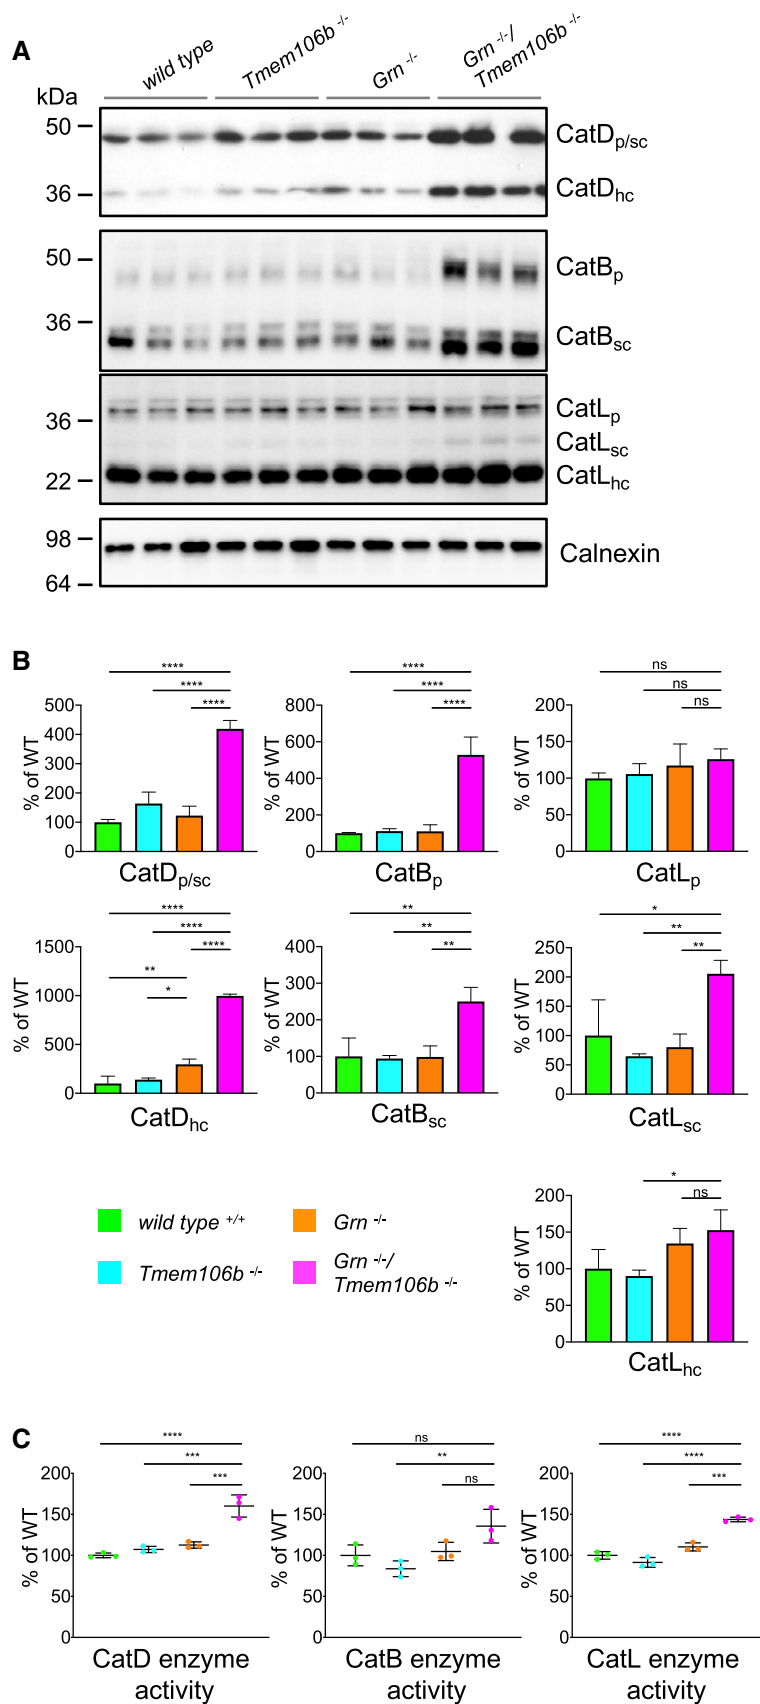 A
wild type
Tmem106b -/-
Grn -/-
Grn -/-/
Tmem106b -/-
kDa
50
36
CatDp/sc
CatDhc
50
36
CatBp
CatBsc
36
22
CatLp
CatLsc
CatLhc
98
64
Calnexin
B
****
****
****
% of WT
500
400
300
200
100
0
CatDp/sc
****
****
****
% of WT
800
600
400
200
0
CatBp
ns
ns
ns
% of WT
200
150
100
50
0
CatLp
****
****
****
**
*
% of WT
1500
1000
500
0
CatDhc
**
**
**
% of WT
400
300
200
100
0
CatBsc
*
**
**
% of WT
250
200
150
100
50
0
CatLsc
wild type +/+
Tmem106b -/-
Grn -/-
Grn -/-/
Tmem106b -/-
*
ns
% of WT
200
150
100
50
0
CatLhc
C
****
***
***
% of WT
200
150
100
50
0
CatD enzyme
activity
ns
**
ns
% of WT
200
150
100
50
0
CatB enzyme
activity
****
****
***
% of WT
200
150
100
50
0
CatL enzyme
activity